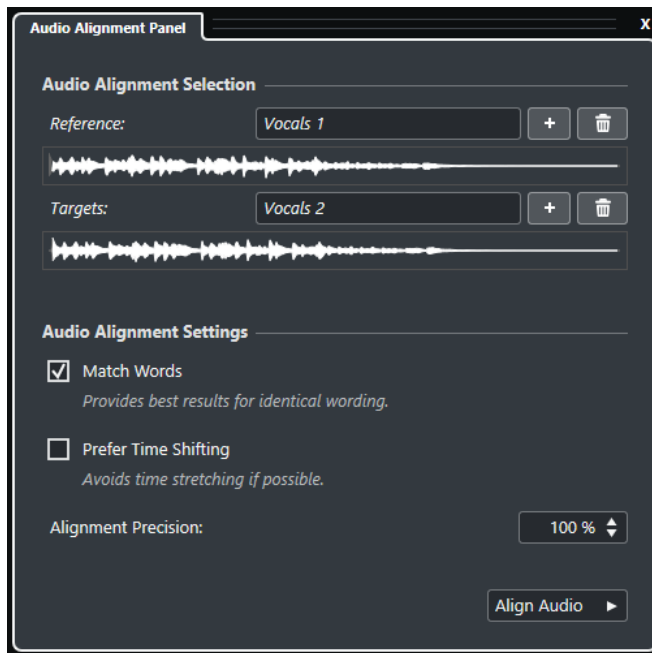 Audio Alignment Panel X
Audio Alignment Selection
Reference: Vocals 1 +
Targets: Vocals 2 +
Audio Alignment Settings
Match Words
Provides best results for identical wording.
Prefer Time Shifting
Avoids time stretching if possible.
Alignment Precision: 100 %
Align Audio